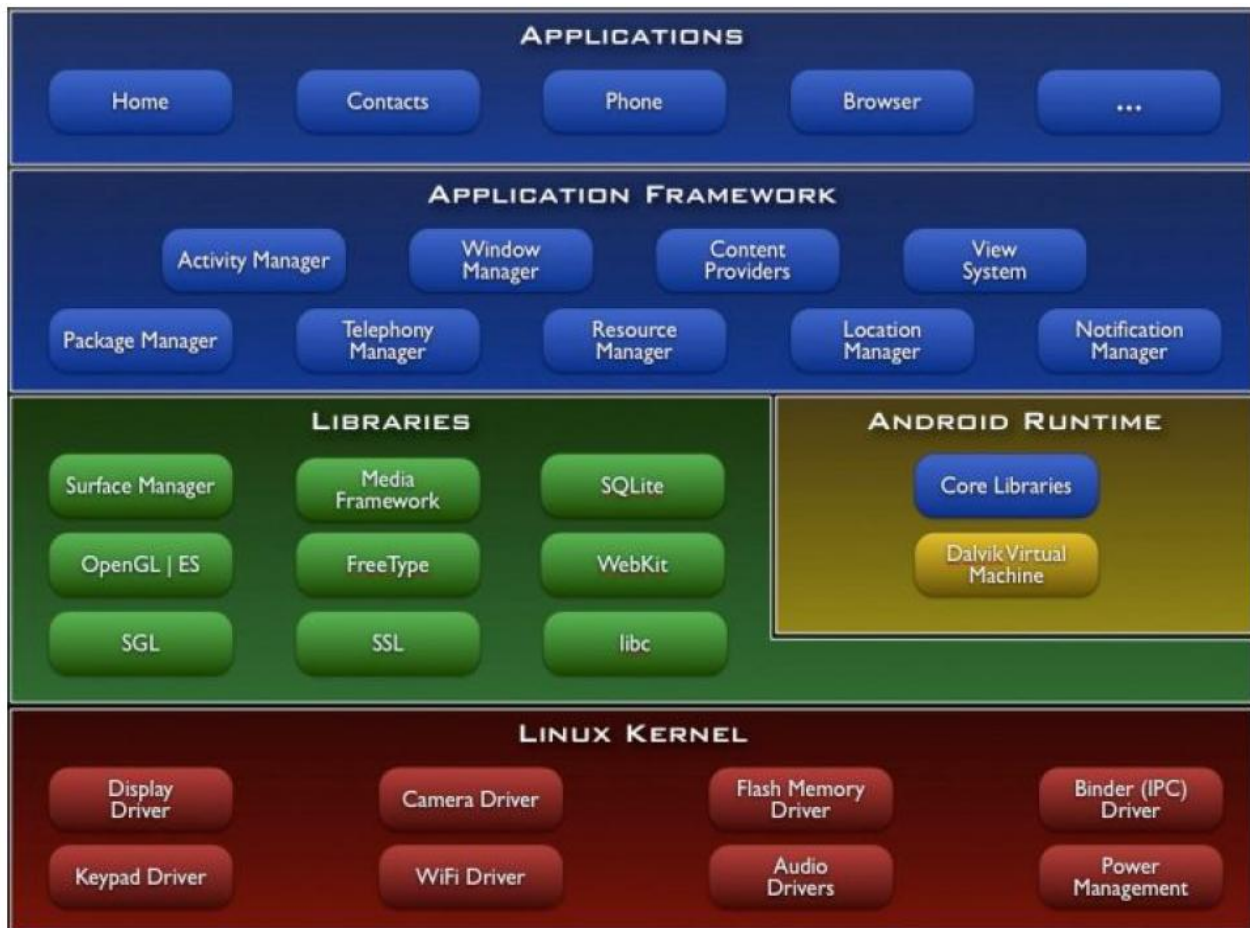 APPLICATIONS
Home
Contacts
Phone
Browser
...
APPLICATION FRAMEWORK
Activity Manager
Window
Manager
Content
Providers
View
System
Package Manager
Telephony
Manager
Resource
Manager
Location
Manager
Notification
Manager
LIBRARIES
Surface Manager
Media
Framework
SQLite
OpenGL | ES
FreeType
WebKit
SGL
SSL
libc
ANDROID RUNTIME
Core Libraries
Dalvik Virtual
Machine
LINUX KERNEL
Display
Driver
Camera Driver
Flash Memory
Driver
Binder (IPC)
Driver
Keypad Driver
WiFi Driver
Audio
Drivers
Power
Management